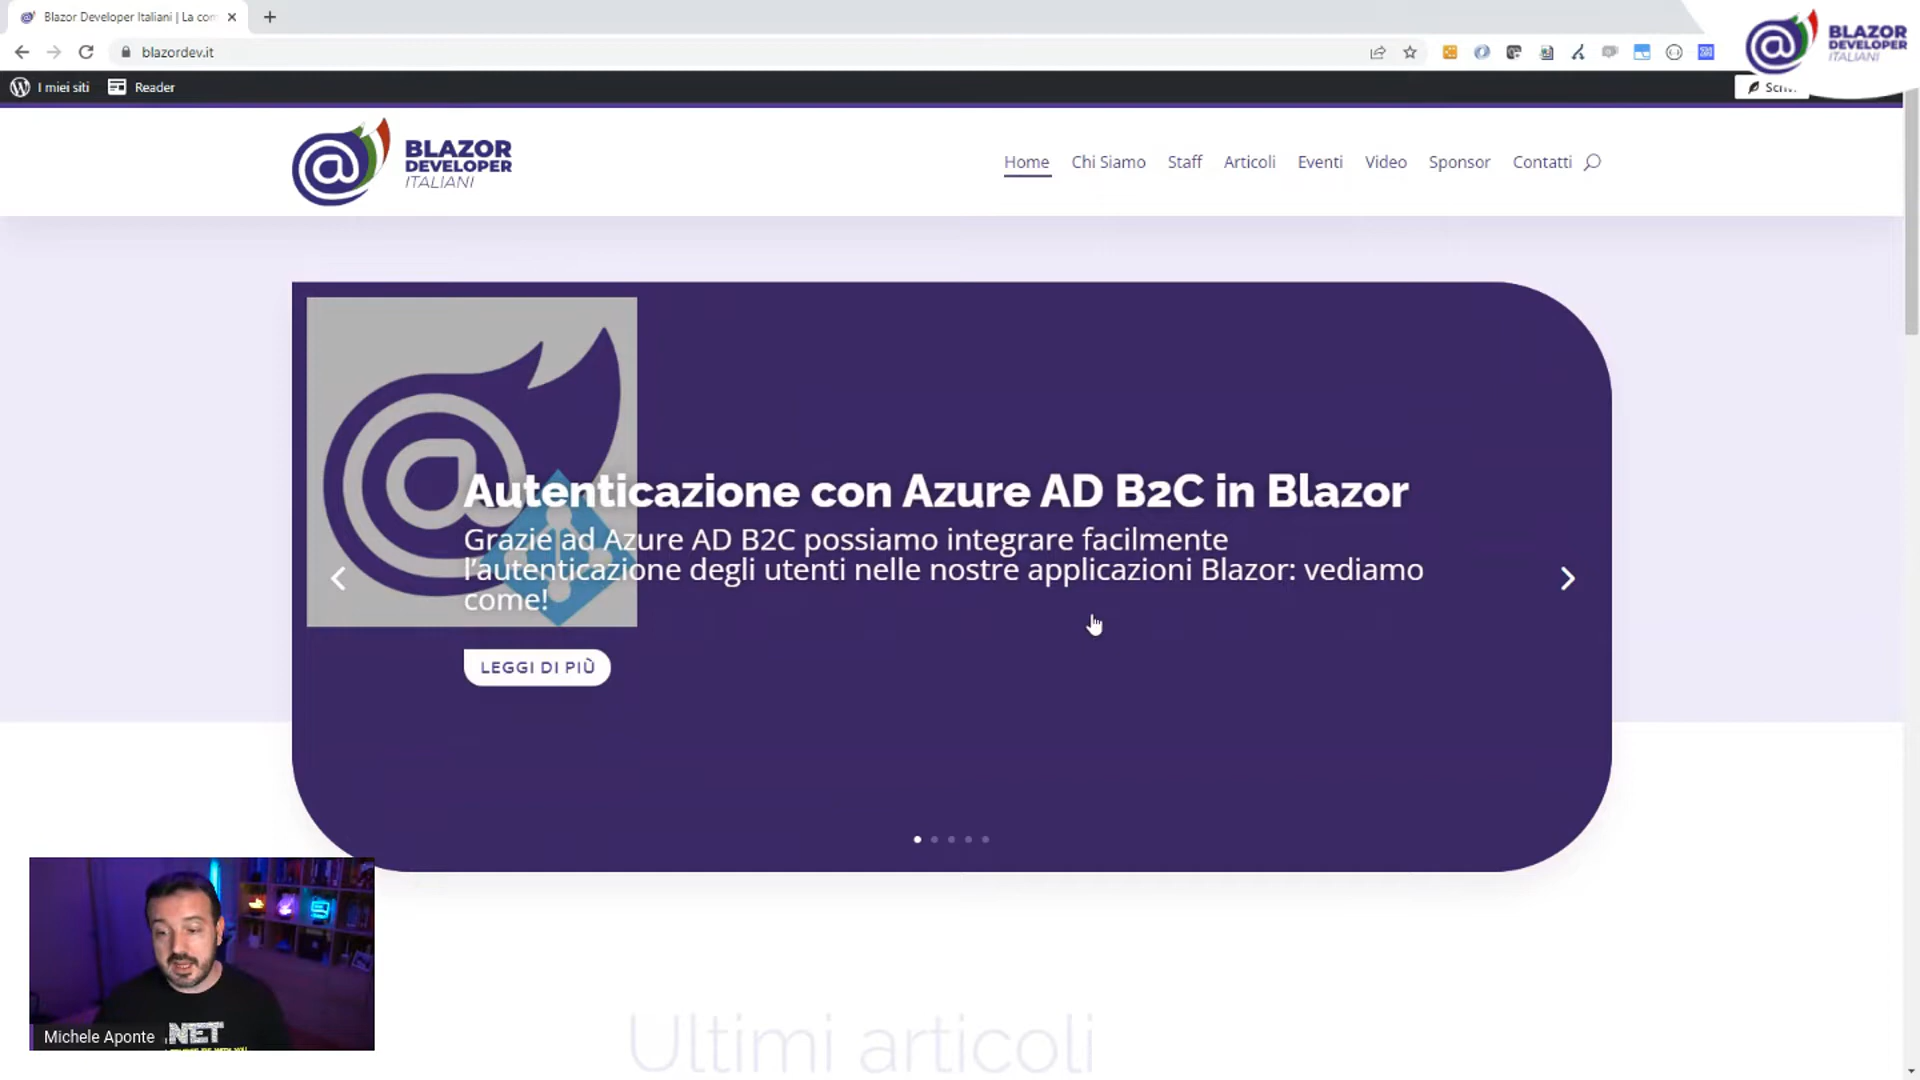 Blazor Developer Italiani | La con
blazordev.it
BLAZOR
DEVELOPER
ITALIANI
I miei siti
Reader
BLAZOR
DEVELOPER
ITALIANI
Home
Chi Siamo
Staff
Articoli
Eventi
Video
Sponsor
Contatti
Autenticazione con Azure AD B2C in Blazor
Grazie ad Azure AD B2C possiamo integrare facilmente
l'autenticazione degli utenti nelle nostre applicazioni Blazor: vediamo
come!
LEGGI DI PIÙ
Michele Aponte
.NET
Ultimi articoli